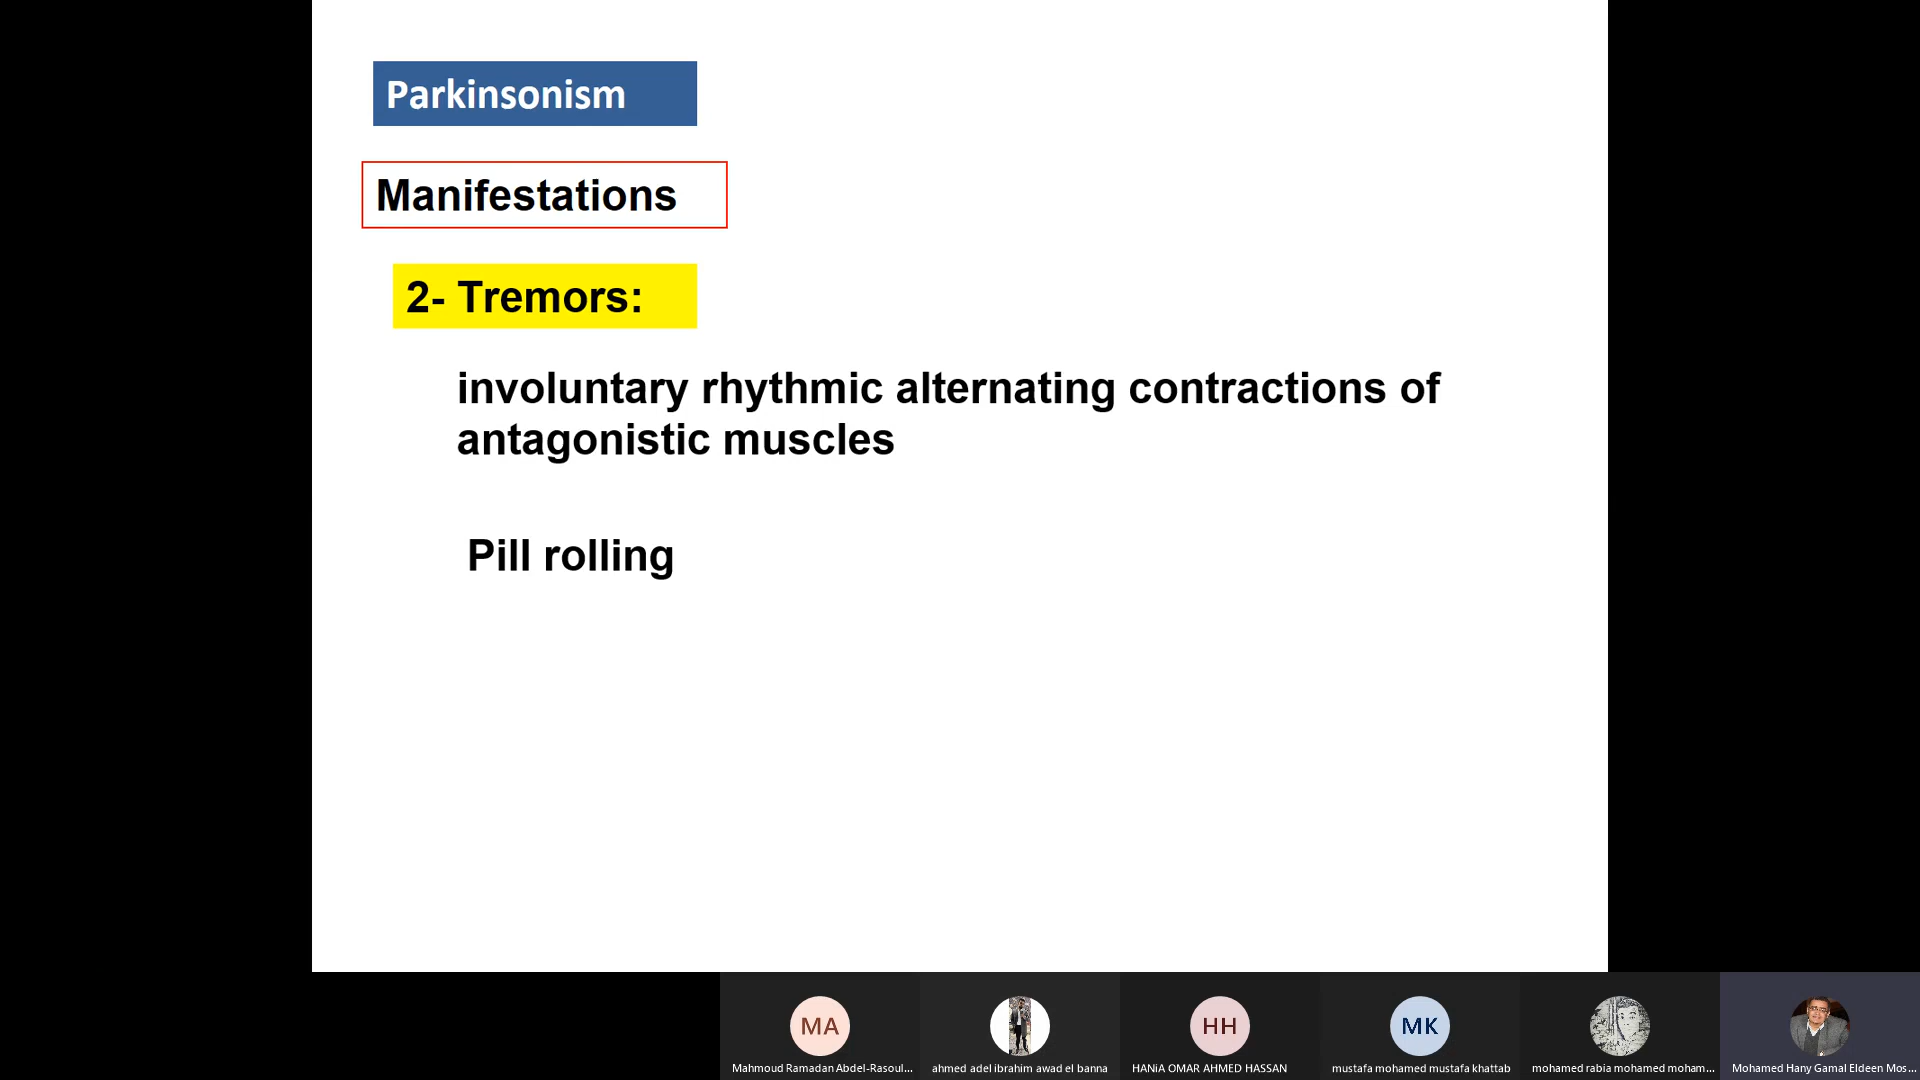 Parkinsonism
Manifestations
2- Tremors:
involuntary rhythmic alternating contractions of
antagonistic muscles
Pill rolling
MA
HH
MK
Mahmoud Ramadan Abdel-Rasoul...
ahmed adel ibrahim awad el banna
HANiA OMAR AHMED HASSAN
mustafa mohamed mustafa khattab
mohamed rabia mohamed moham...
Mohamed Hany Gamal Eldeen Mos...